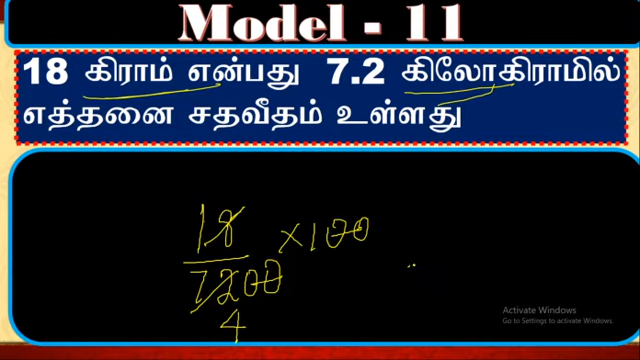 Model - 11
18 கிராம் என்பது 7.2 கிலோகிராமில்
எத்தனை சதவீதம் உள்ளது
18 × 100
7200
4
Activate Windows
Go to Settings to activate Windows.